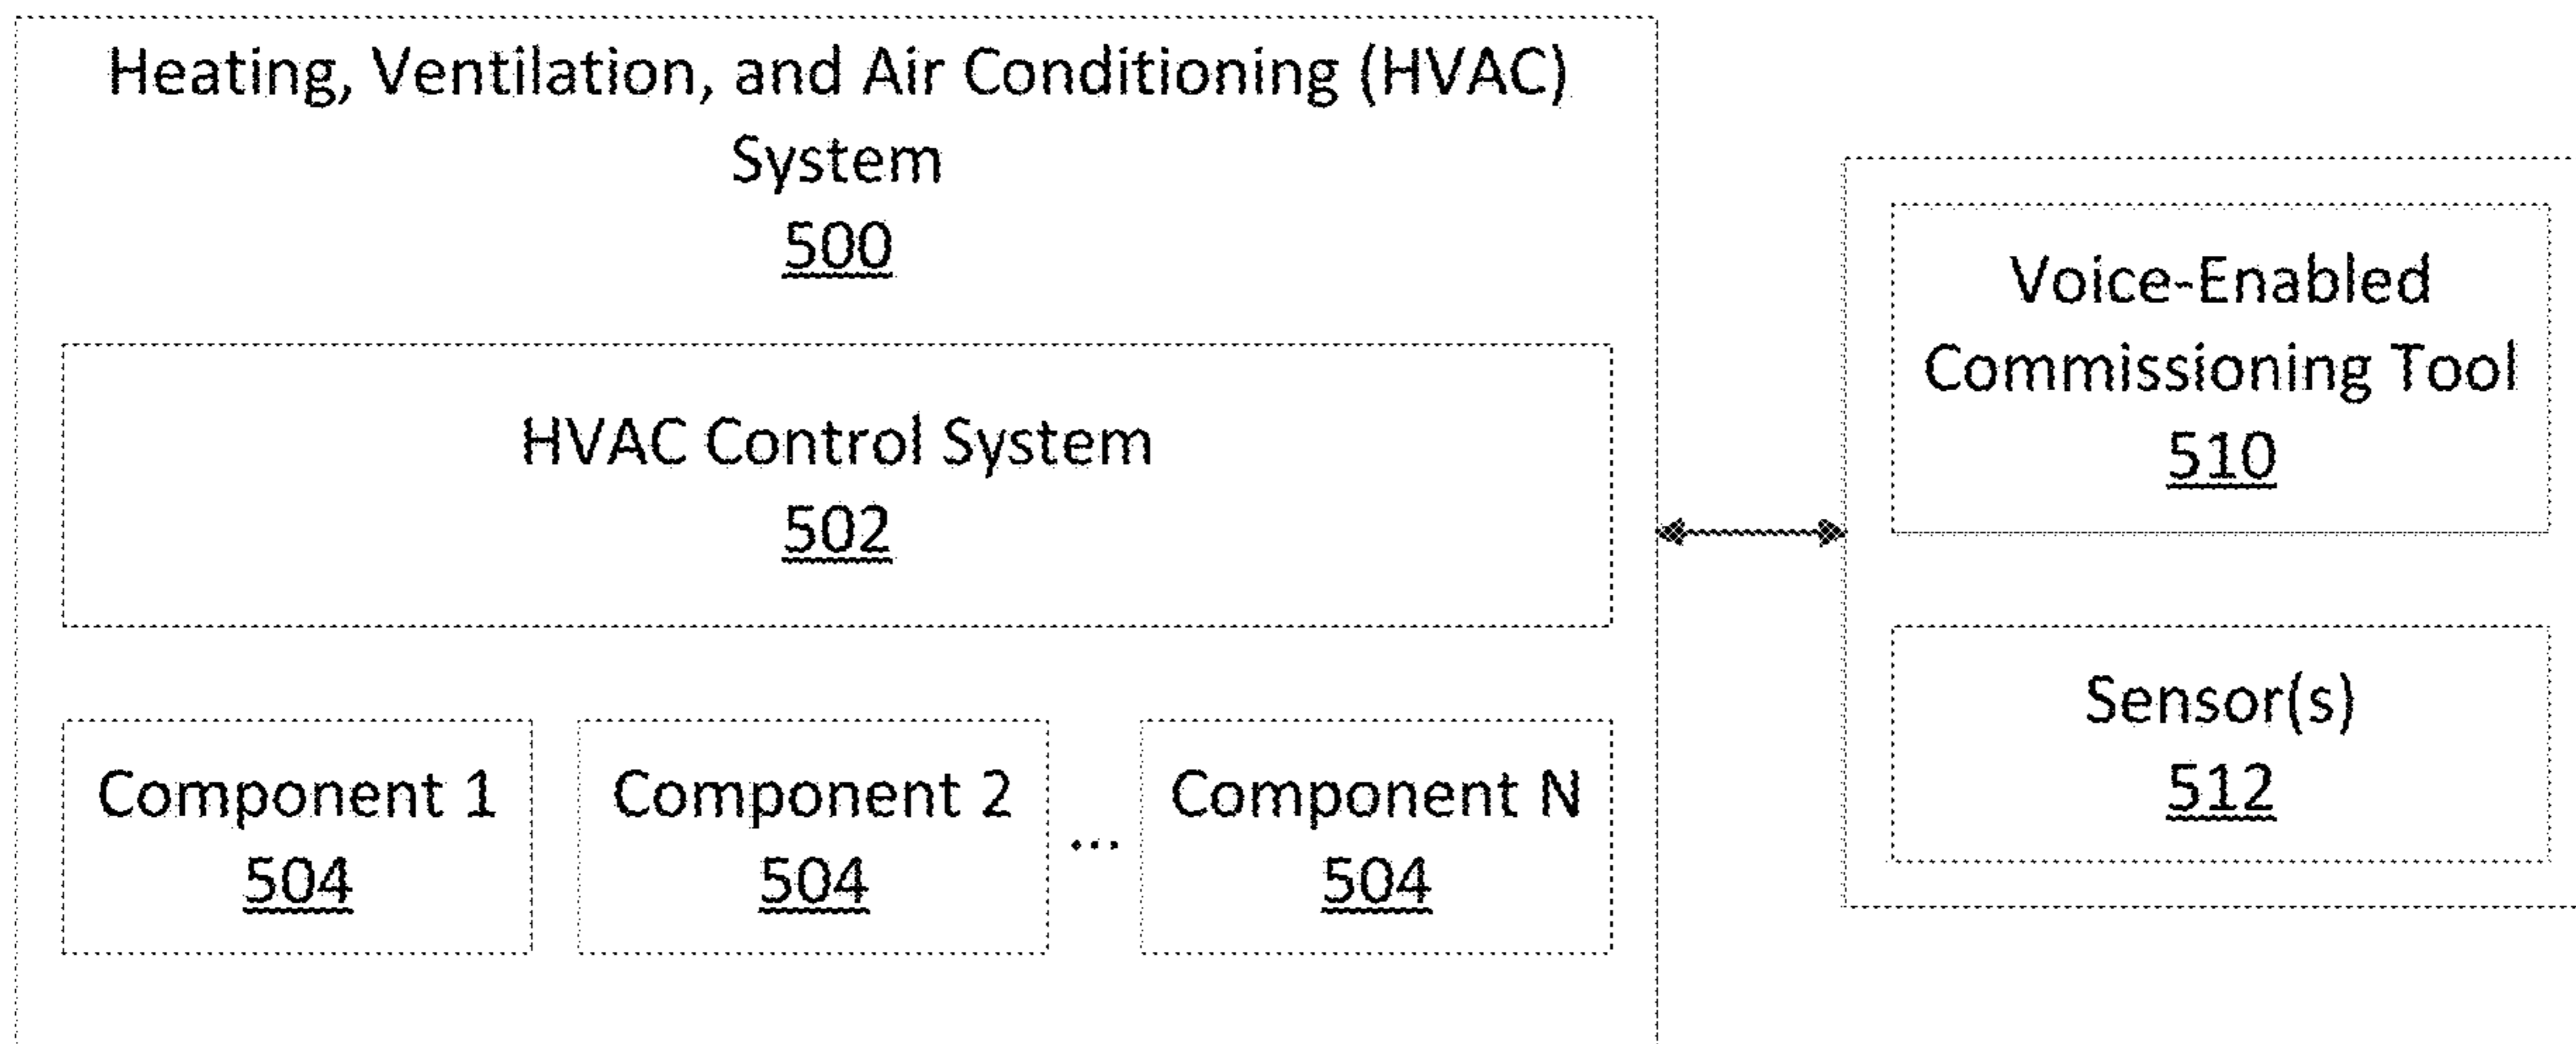 Heating, Ventilation, and Air Conditioning (HVAC)
System
500
HVAC Control System
502
Component 1
504
Component 2
504
...
Component N
504
Voice-Enabled
Commissioning Tool
510
Sensor(s)
512